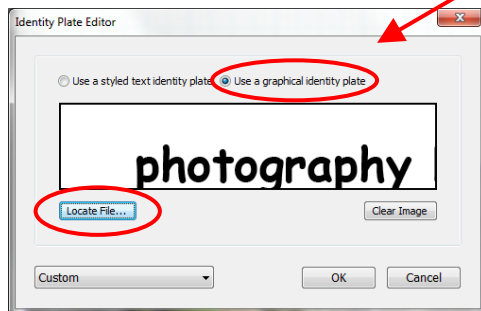 Identity Plate Editor
Use a styled text identity plate Use a graphical identity plate
photography
Locate File... Clear Image
Custom OK Cancel